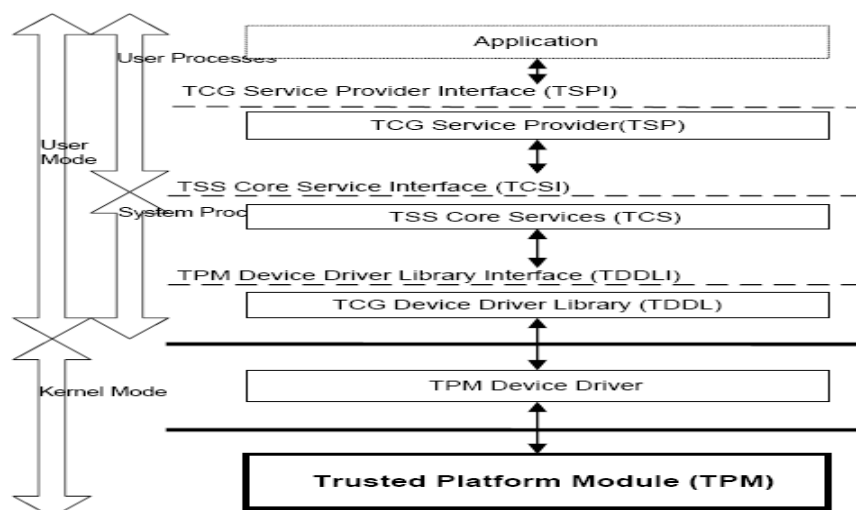 Application
User Processes
TCG Service Provider Interface (TSPI)
TCG Service Provider(TSP)
User
Mode
TSS Core Service Interface (TCSI)
System Proc
TSS Core Services (TCS)
TPM Device Driver Library Interface (TDDLI)
TCG Device Driver Library (TDDL)
Kernel Mode
TPM Device Driver
Trusted Platform Module (TPM)